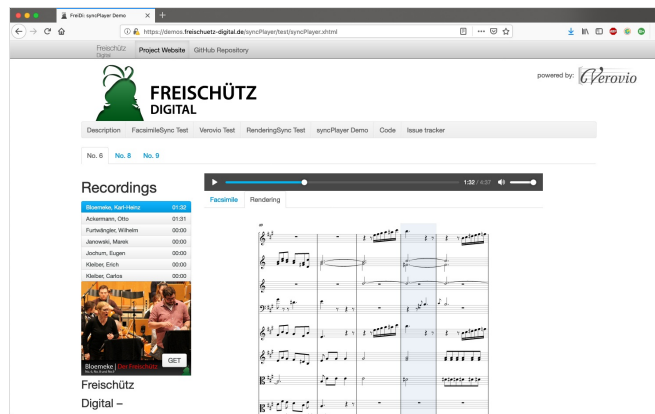 FreiDi: syncPlayer Demo
https://demos.freischuetz-digital.de/syncPlayer/test/syncPlayer.xhtml
Freischütz
Digital
Project Website
GitHub Repository
powered by: Verovio
FREISCHÜTZ
DIGITAL
Description FacsimileSync Test Verovio Test RenderingSync Test syncPlayer Demo Code Issue tracker
No. 6 No. 8 No. 9
Recordings
1:32 / 4:37
Facsimile Rendering
Bloemeke, Karl-Heinz 01:32
Ackermann, Otto 01:31
Furtwängler, Wilhelm 00:00
Janowski, Marek 00:00
Jochum, Eugen 00:00
Kleiber, Erich 00:00
Kleiber, Carlos 00:00
Bloemeke Der Freischütz
GET
Freischütz
Digital –